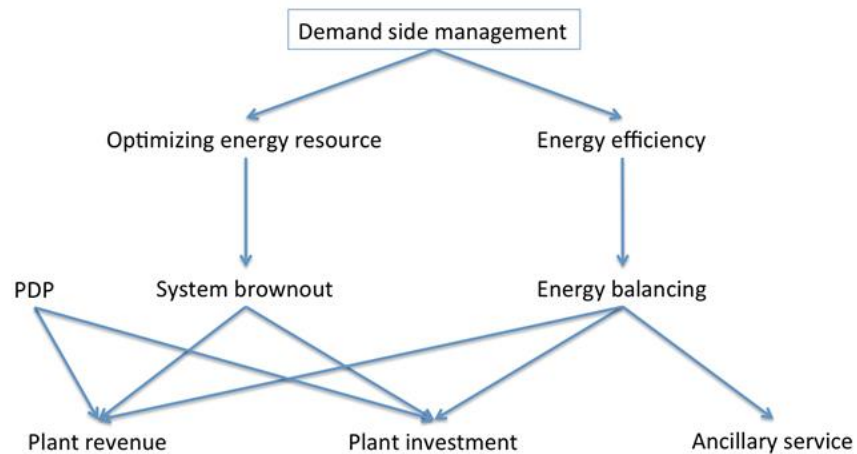 Demand side management
Optimizing energy resource
Energy efficiency
PDP
System brownout
Energy balancing
Plant revenue
Plant investment
Ancillary service